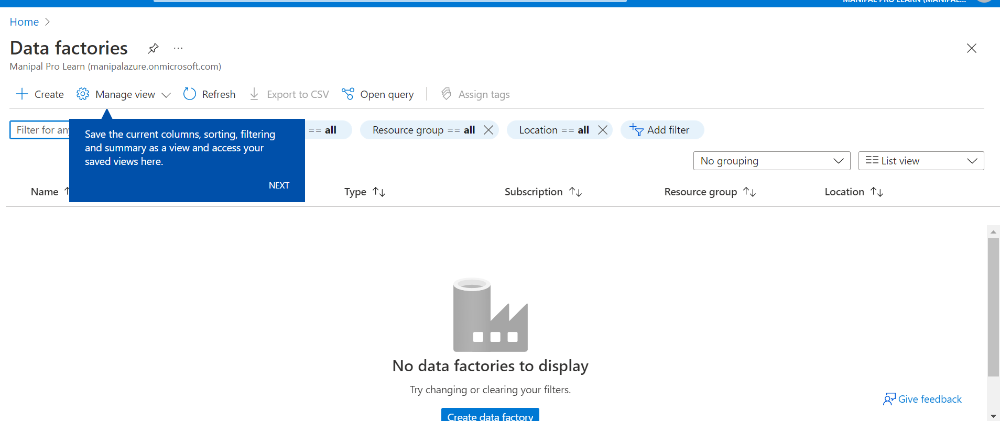 MANIPAL PRO LEARN (MANIPAL...
Home
Data factories
Manipal Pro Learn (manipalazure.onmicrosoft.com)
Create Manage view Refresh Export to CSV Open query Assign tags
Filter for any == all Resource group == all Location == all Add filter
Save the current columns, sorting, filtering
and summary as a view and access your
saved views here.
NEXT
No grouping List view
Name Type Subscription Resource group Location
No data factories to display
Try changing or clearing your filters.
Give feedback
Create data factory